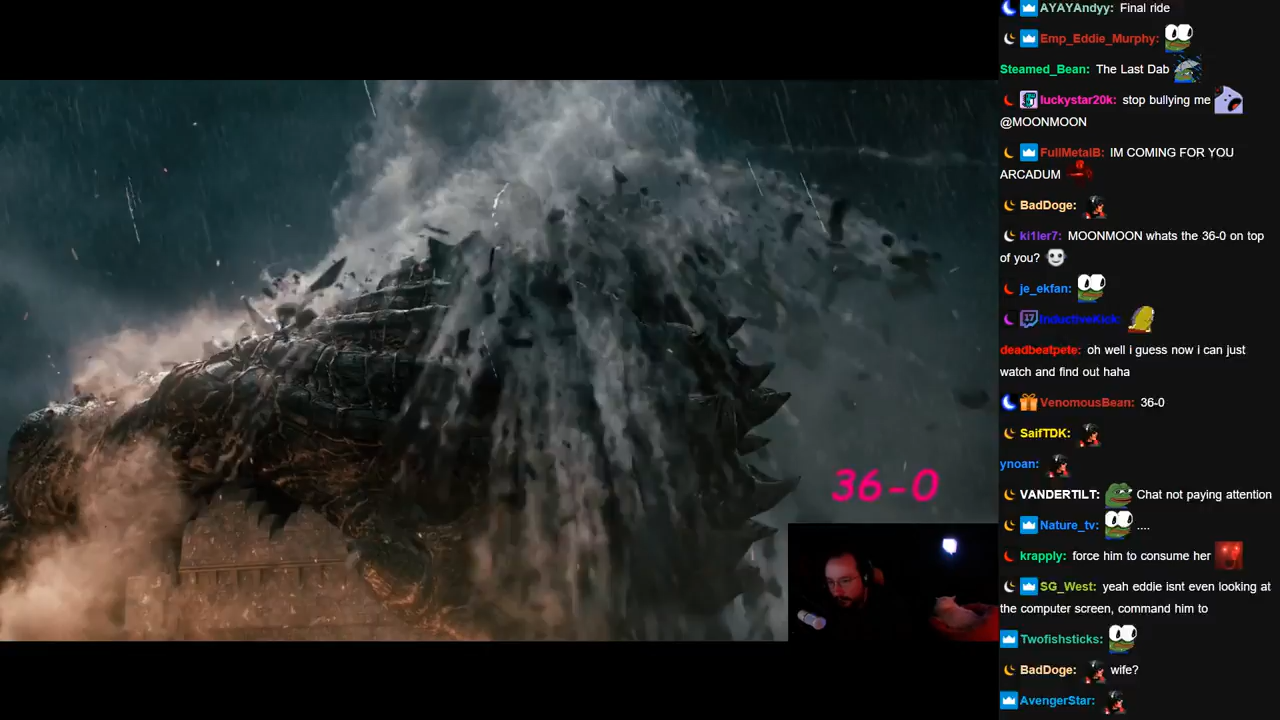 AYAYAndyy: Final ride
Emp_Eddie_Murphy:
Steamed_Bean: The Last Dab
luckystar20k: stop bullying me
@MOONMOON
FullMetalB: IM COMING FOR YOU
ARCADUM
BadDoge:
ki1ler7: MOONMOON whats the 36-0 on top
of you?
je_ekfan:
InductiveKick:
deadbeatpete: oh well i guess now i can just
watch and find out haha
VenomousBean: 36-0
SaifTDK:
ynoan:
36-0
VANDERTILT: Chat not paying attention
Nature_tv: ....
krapply: force him to consume her
SG_West: yeah eddie isnt even looking at
the computer screen, command him to
Twofishsticks:
BadDoge: wife?
AvengerStar: